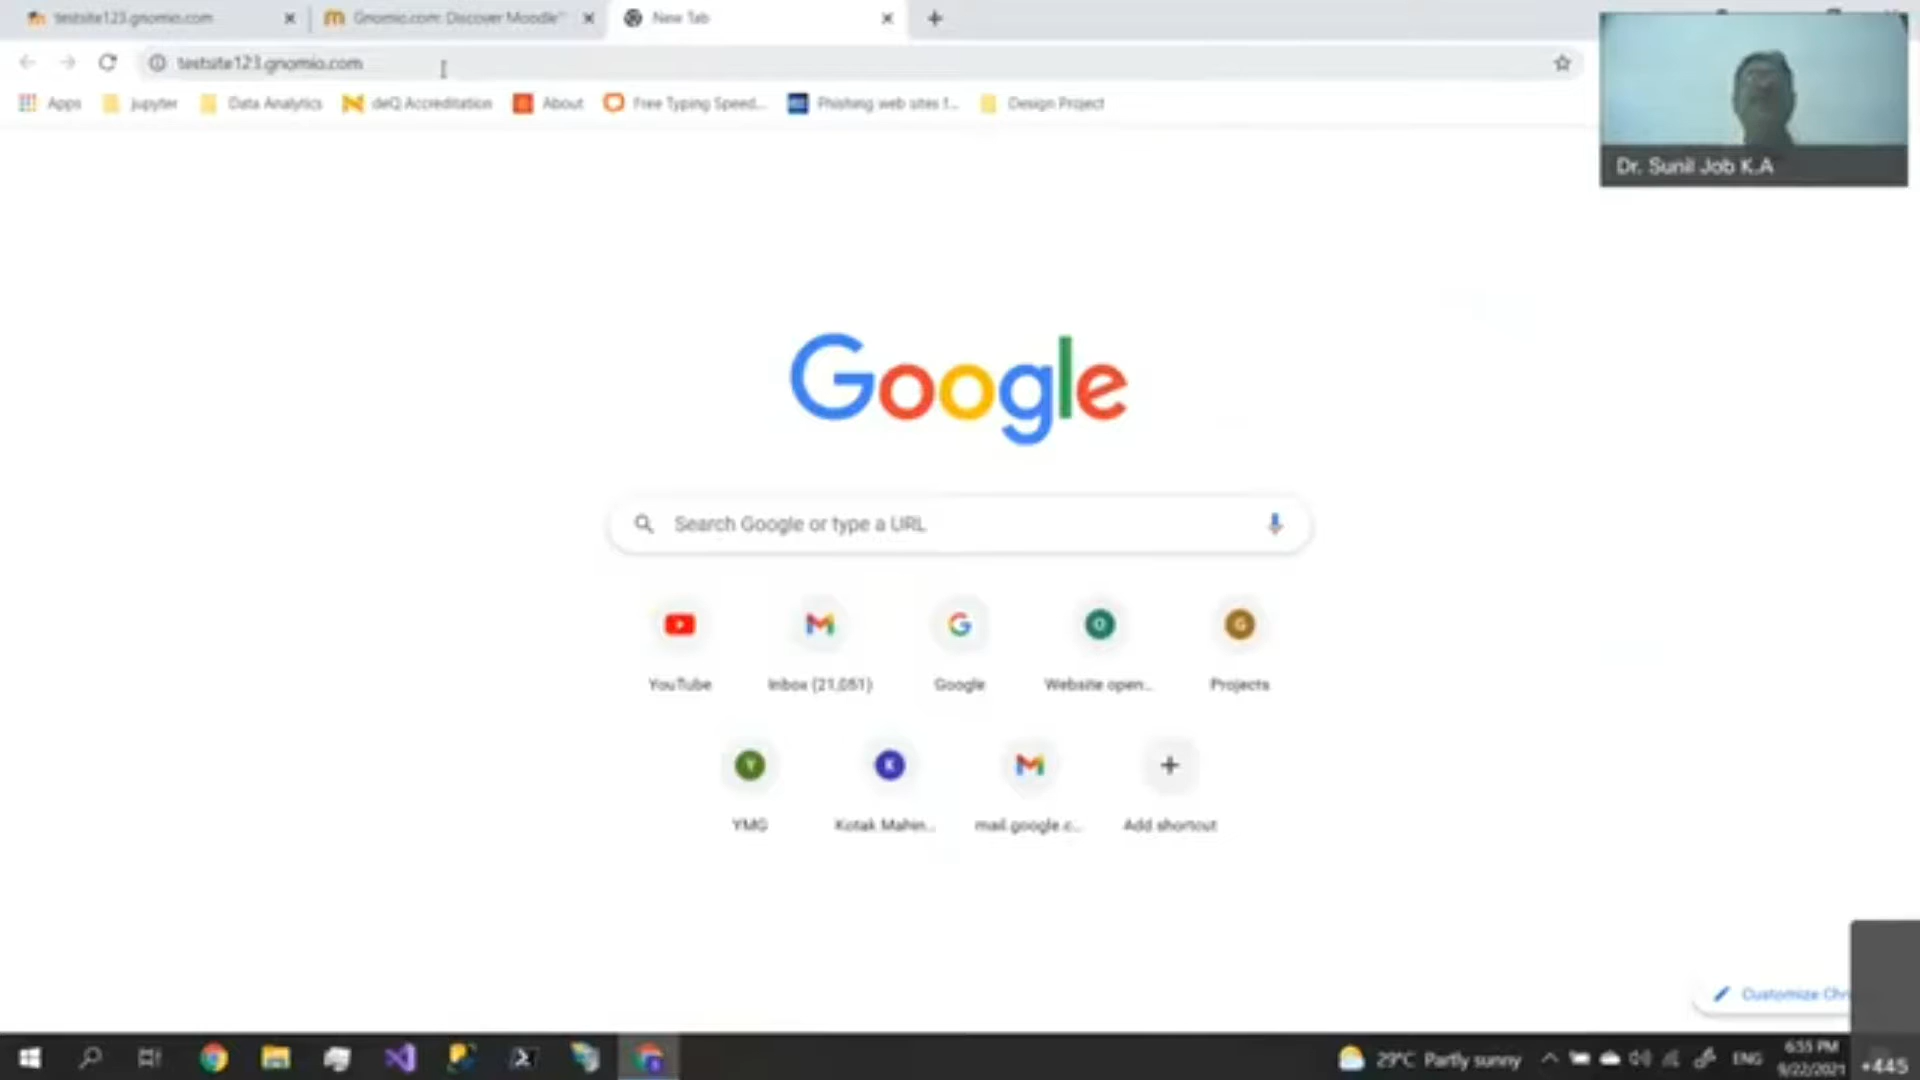 testsite123.gnomio.com
Gnomio.com: Discover Moodle™
New Tab
testsite123.gnomio.com
Apps
Jupyter
Data Analytics
deQ Accreditation
About
Free Typing Speed...
Phishing web sites f...
Design Project
Dr. Sunil Job K.A
Google
Search Google or type a URL
YouTube
Inbox (21,051)
Google
Website open...
Projects
YMG
Kotak Mahin...
mail.google.c...
Add shortcut
Customize Chr
29°C Partly sunny
ENG
6:55 PM
9/22/2021
+445